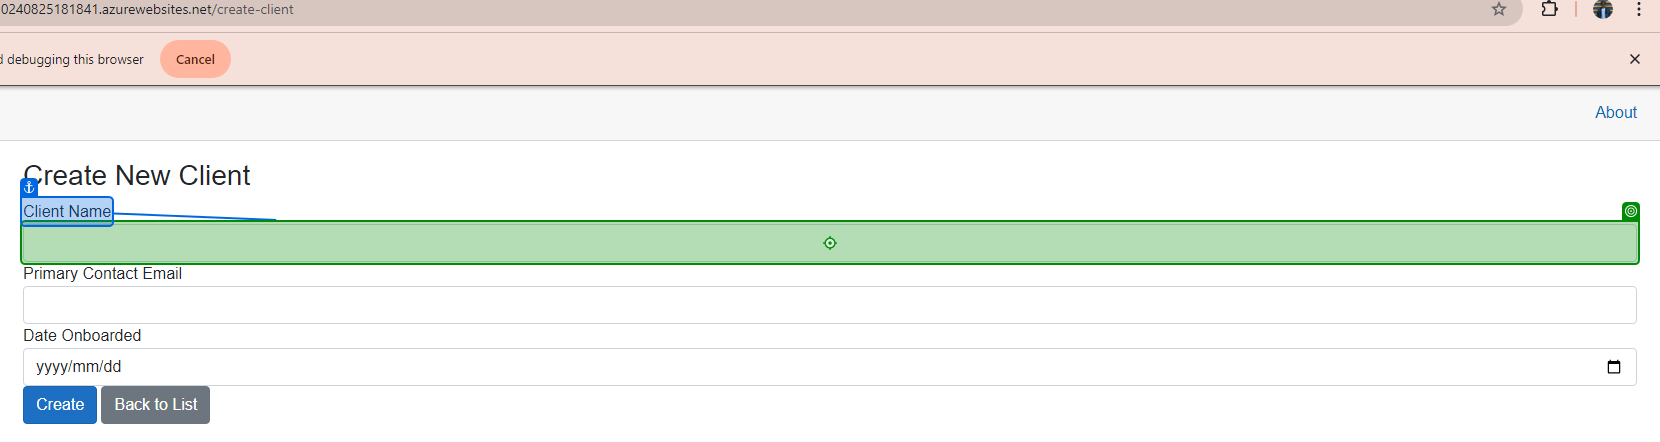 0240825181841.azurewebsites.net/create-client
debugging this browser
Cancel
About
Create New Client
Client Name
Primary Contact Email
Date Onboarded
yyyy/mm/dd
Create
Back to List